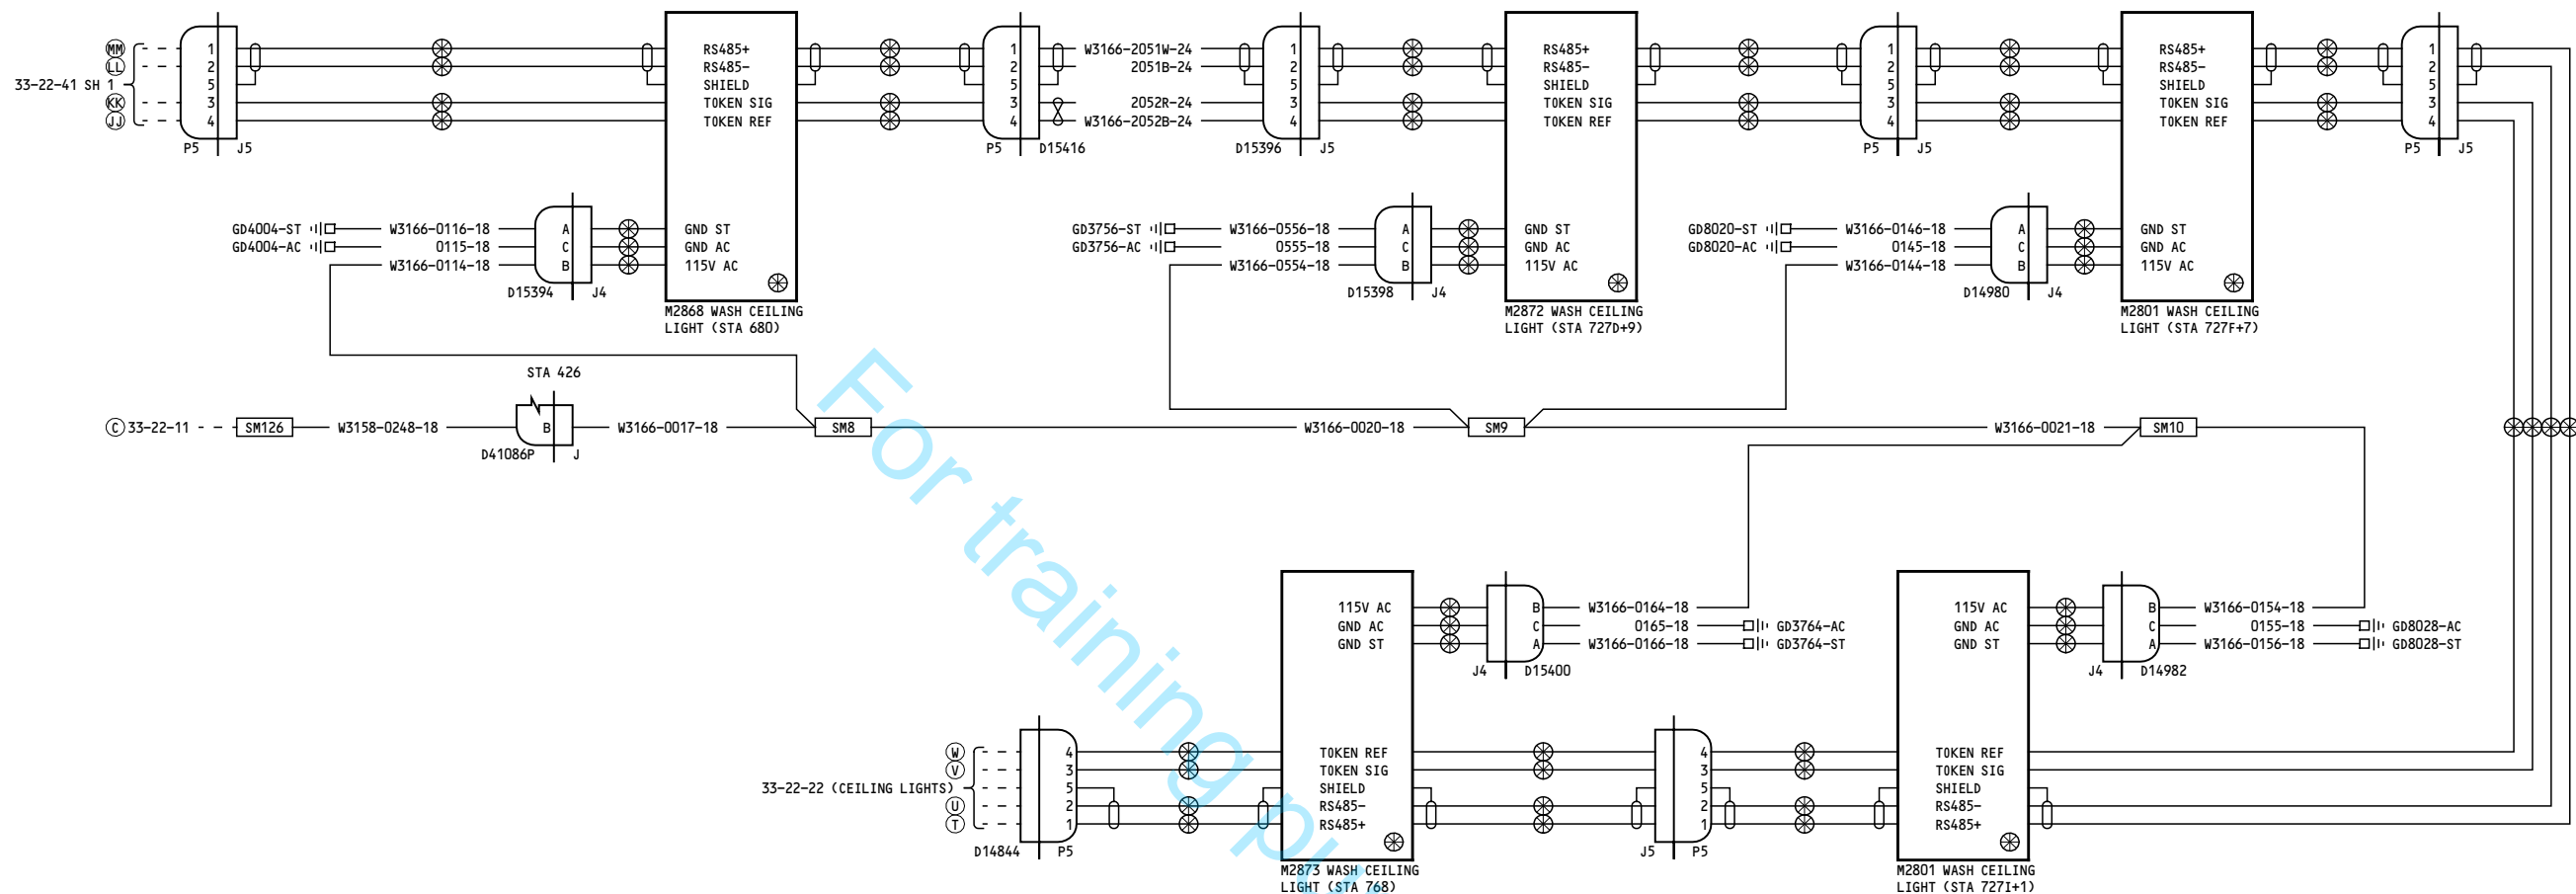 MM 1 RS485+ 1 W3166-2051W-24 1 RS485+ 1 RS485+ 1
LL 2 RS485- 2 2051B-24 2 RS485- 2 RS485- 2
33-22-41 SH 1 5 SHIELD 5 5 SHIELD 5 SHIELD 5
KK 3 TOKEN SIG 3 2052R-24 3 TOKEN SIG 3 TOKEN SIG 3
JJ 4 TOKEN REF 4 W3166-2052B-24 4 TOKEN REF 4 TOKEN REF 4
P5 J5 P5 D15416 D15396 J5 P5 J5 P5 J5
GD4004-ST W3166-0116-18 A GND ST GD3756-ST W3166-0556-18 A GND ST GD8020-ST W3166-0146-18 A GND ST
GD4004-AC 0115-18 C GND AC GD3756-AC 0555-18 C GND AC GD8020-AC 0145-18 C GND AC
W3166-0114-18 B 115V AC W3166-0554-18 B 115V AC W3166-0144-18 B 115V AC
D15394 J4 D15398 J4 D14980 J4
M2868 WASH CEILING M2872 WASH CEILING M2801 WASH CEILING
LIGHT (STA 680) LIGHT (STA 727D+9) LIGHT (STA 727F+7)
STA 426
C 33-22-11 SM126 W3158-0248-18 B W3166-0017-18 SM8 W3166-0020-18 SM9 W3166-0021-18 SM10
D41086P J
115V AC B W3166-0164-18 115V AC B W3166-0154-18
GND AC C 0165-18 GD3764-AC GND AC C 0155-18 GD8028-AC
GND ST A W3166-0166-18 GD3764-ST GND ST A W3166-0156-18 GD8028-ST
J4 D15400 J4 D14982
W 4 TOKEN REF 4 TOKEN REF
V 3 TOKEN SIG 3 TOKEN SIG
33-22-22 (CEILING LIGHTS) 5 SHIELD 5 SHIELD
U 2 RS485- 2 RS485-
T 1 RS485+ 1 RS485+
D14844 P5 J5 P5
M2873 WASH CEILING M2801 WASH CEILING
LIGHT (STA 768) LIGHT (STA 727I+1)
For training